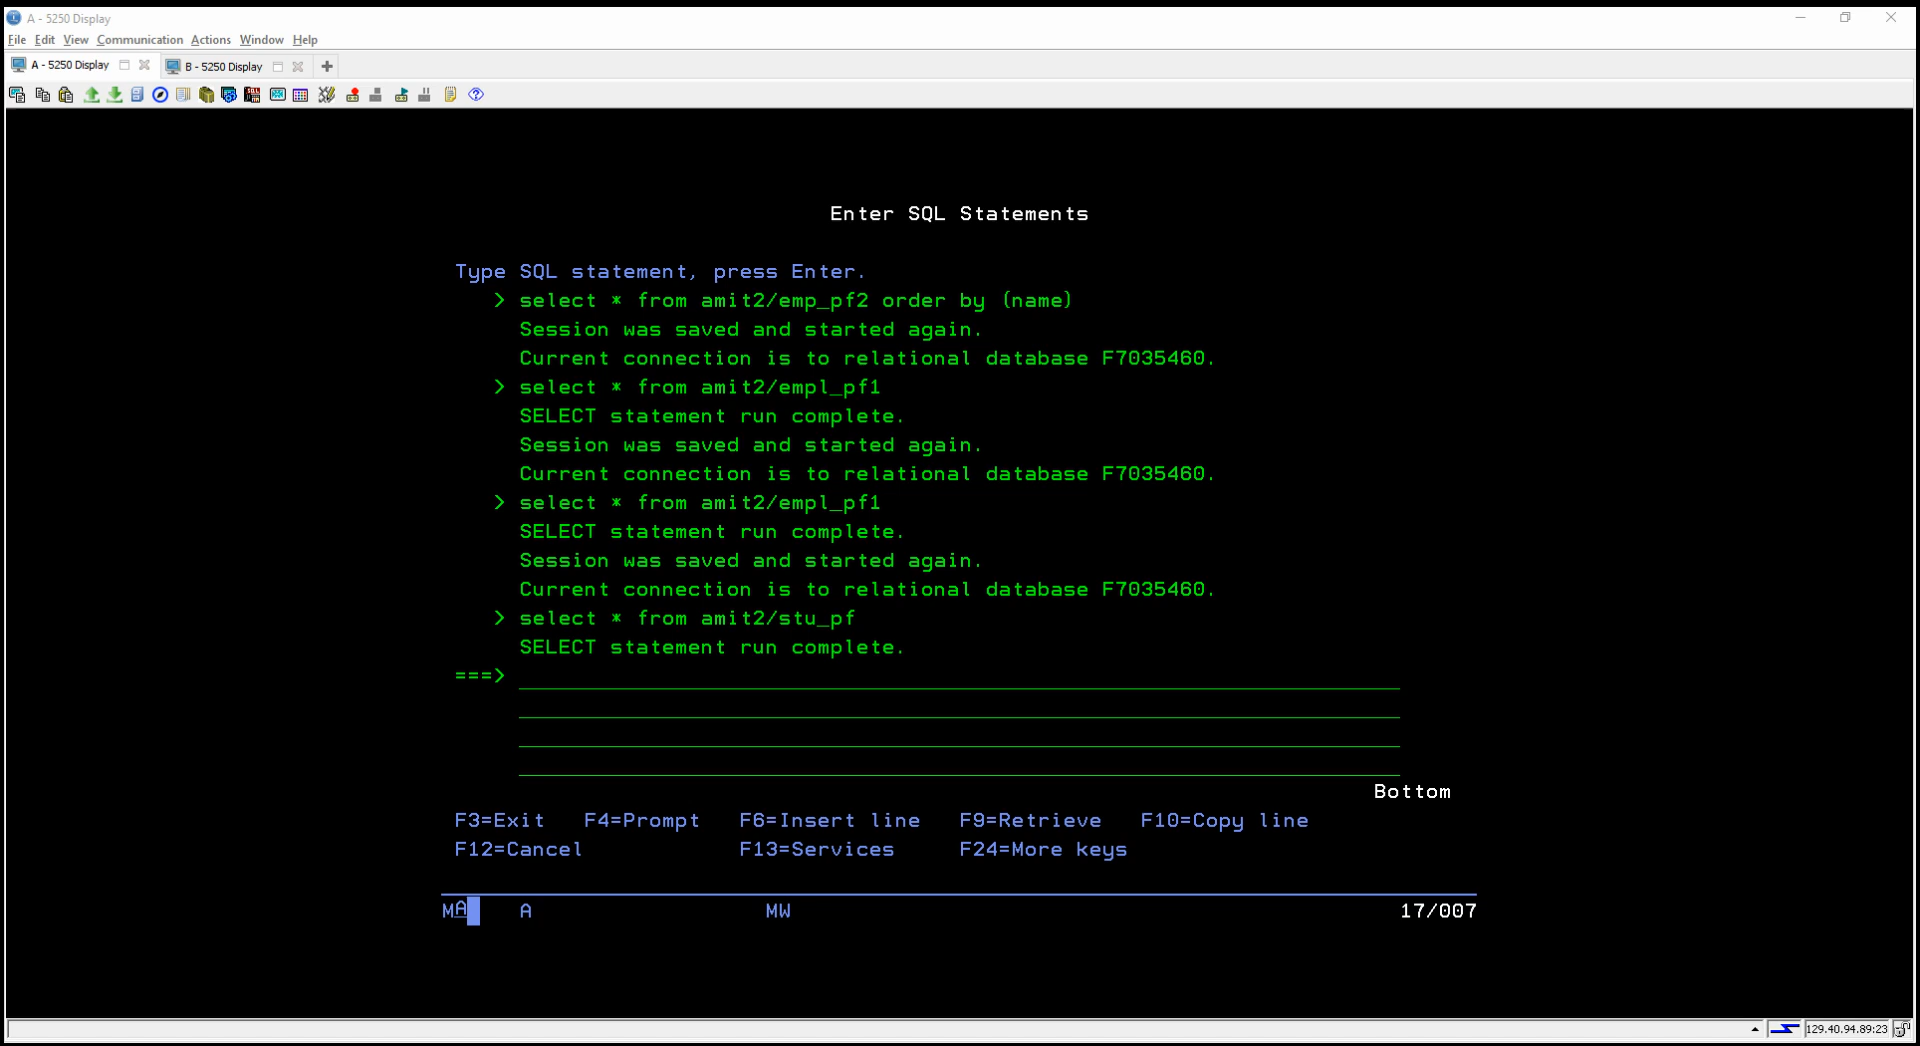 A - 5250 Display
File Edit View Communication Actions Window Help
A - 5250 Display B - 5250 Display
Enter SQL Statements
Type SQL statement, press Enter.
> select * from amit2/emp_pf2 order by (name)
Session was saved and started again.
Current connection is to relational database F7035460.
> select * from amit2/empl_pf1
SELECT statement run complete.
Session was saved and started again.
Current connection is to relational database F7035460.
> select * from amit2/empl_pf1
SELECT statement run complete.
Session was saved and started again.
Current connection is to relational database F7035460.
> select * from amit2/stu_pf
SELECT statement run complete.
===>
Bottom
F3=Exit F4=Prompt F6=Insert line F9=Retrieve F10=Copy line
F12=Cancel F13=Services F24=More keys
MA A MW 17/007
129.40.94.89:23